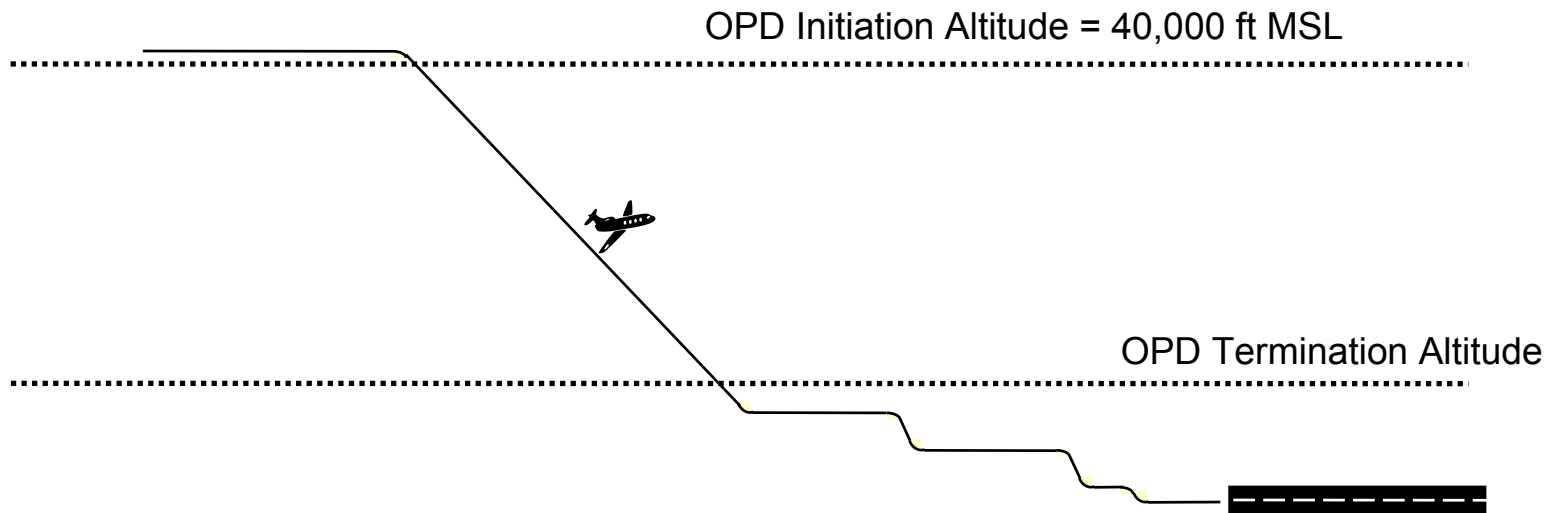 OPD Initiation Altitude = 40,000 ft MSL
OPD Termination Altitude